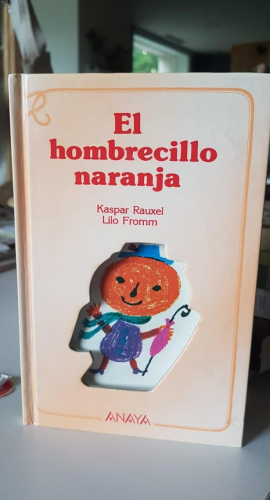 El
hombrecillo
naranja
Kaspar Rauxel
Lilo Fromm
ANAYA